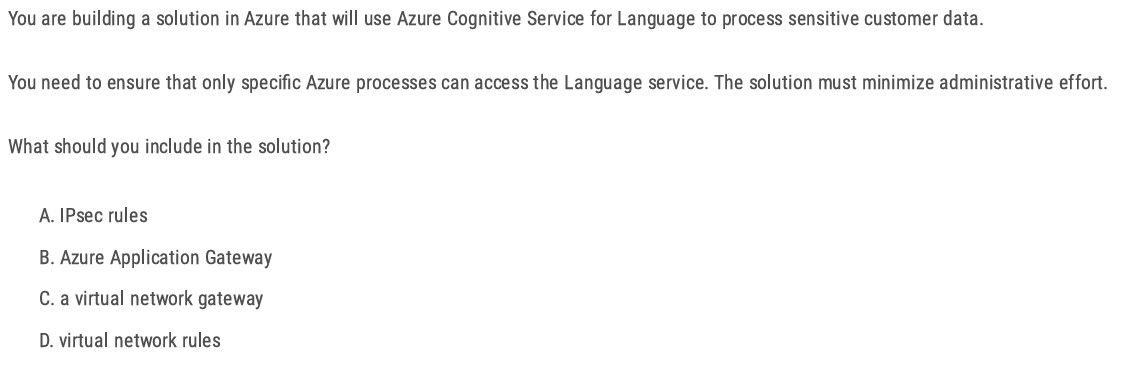 You are building a solution in Azure that will use Azure Cognitive Service for Language to process sensitive customer data.
You need to ensure that only specific Azure processes can access the Language service. The solution must minimize administrative effort.
What should you include in the solution?
A. IPsec rules
B. Azure Application Gateway
C. a virtual network gateway
D. virtual network rules